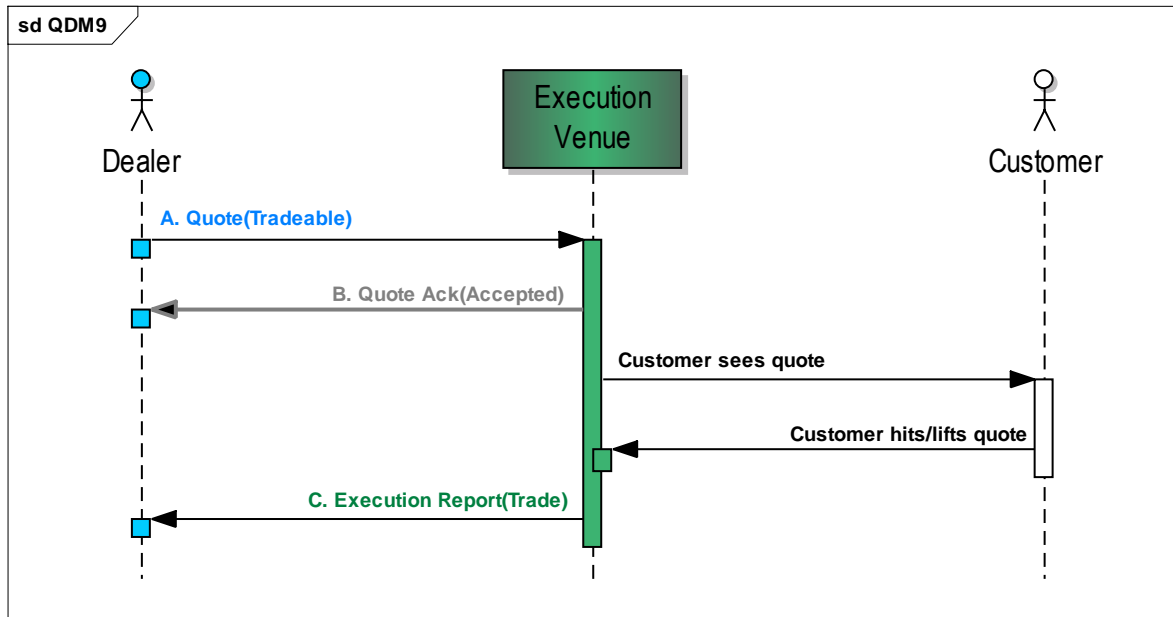 sd QDM9
Execution
Venue
Dealer
Customer
A. Quote(Tradeable)
B. Quote Ack(Accepted)
Customer sees quote
Customer hits/lifts quote
C. Execution Report(Trade)